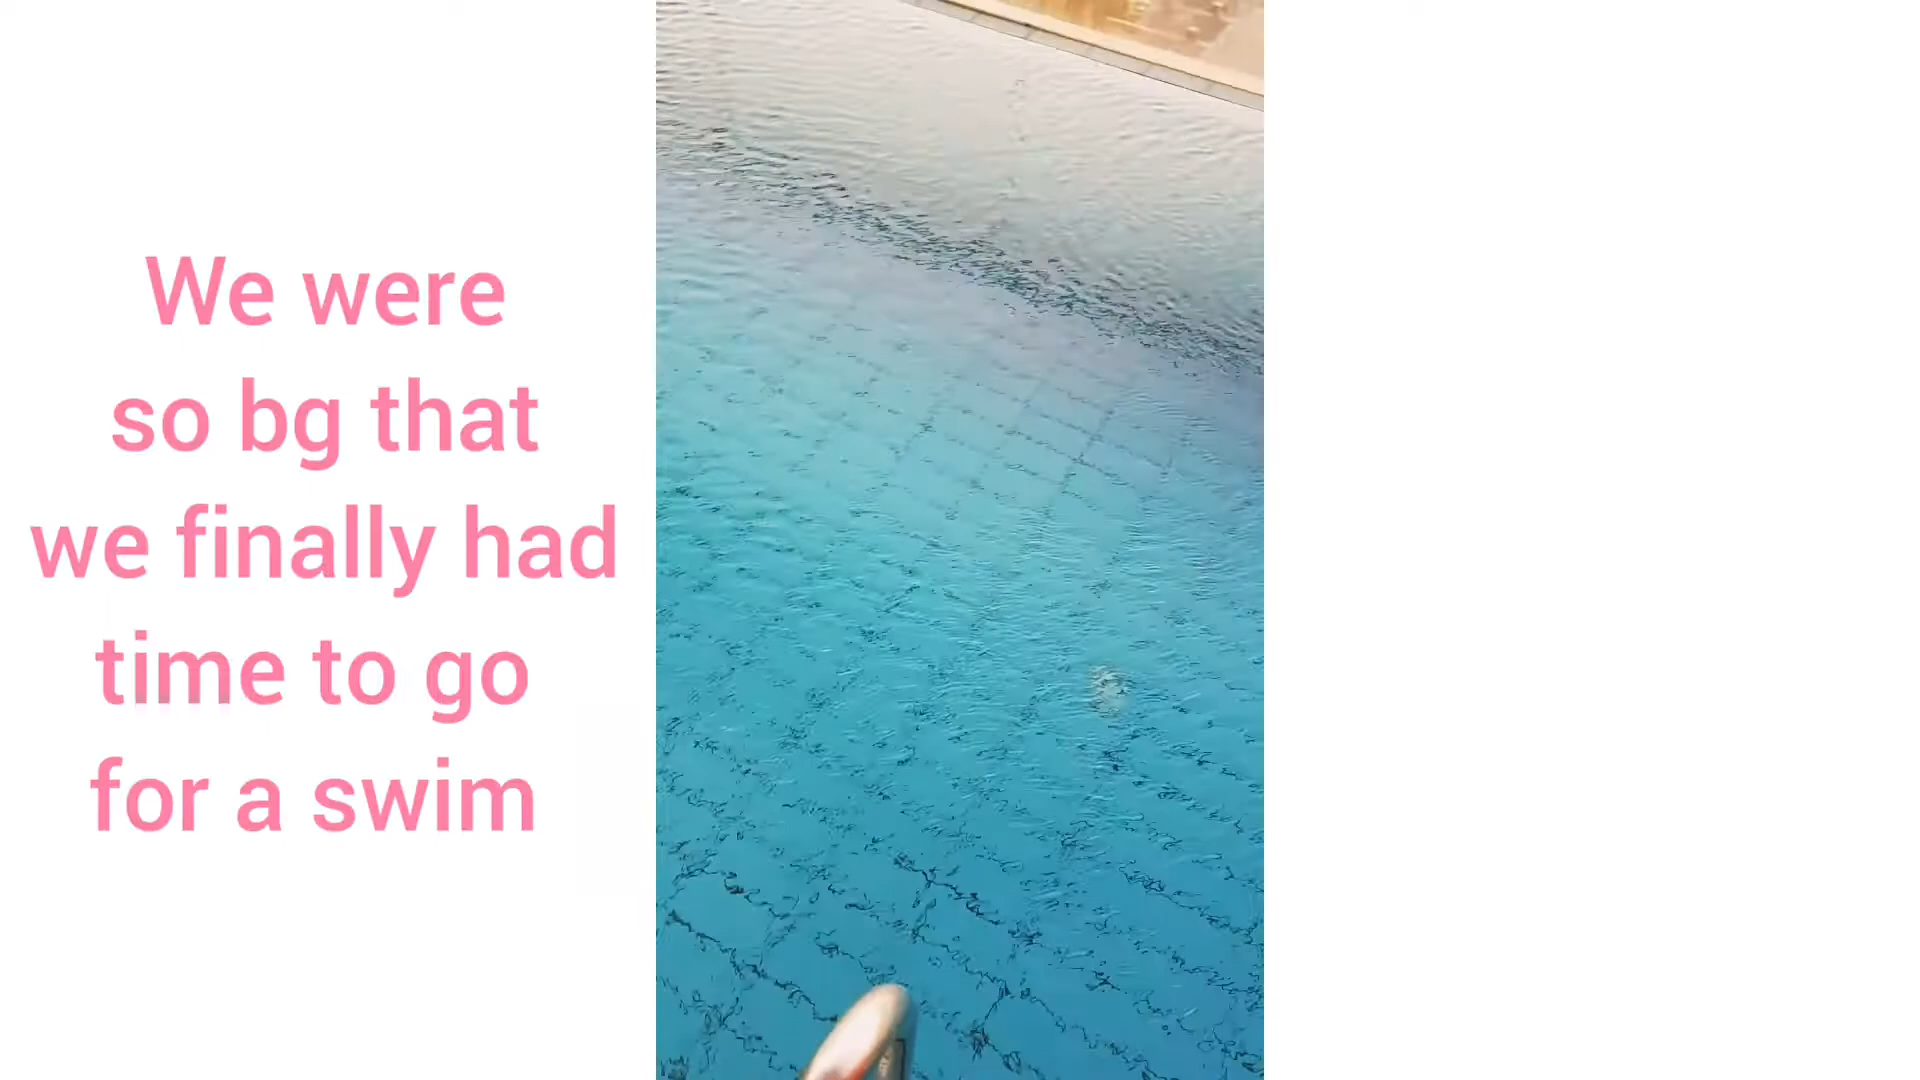 We were
so bg that
we finally had
time to go
for a swim